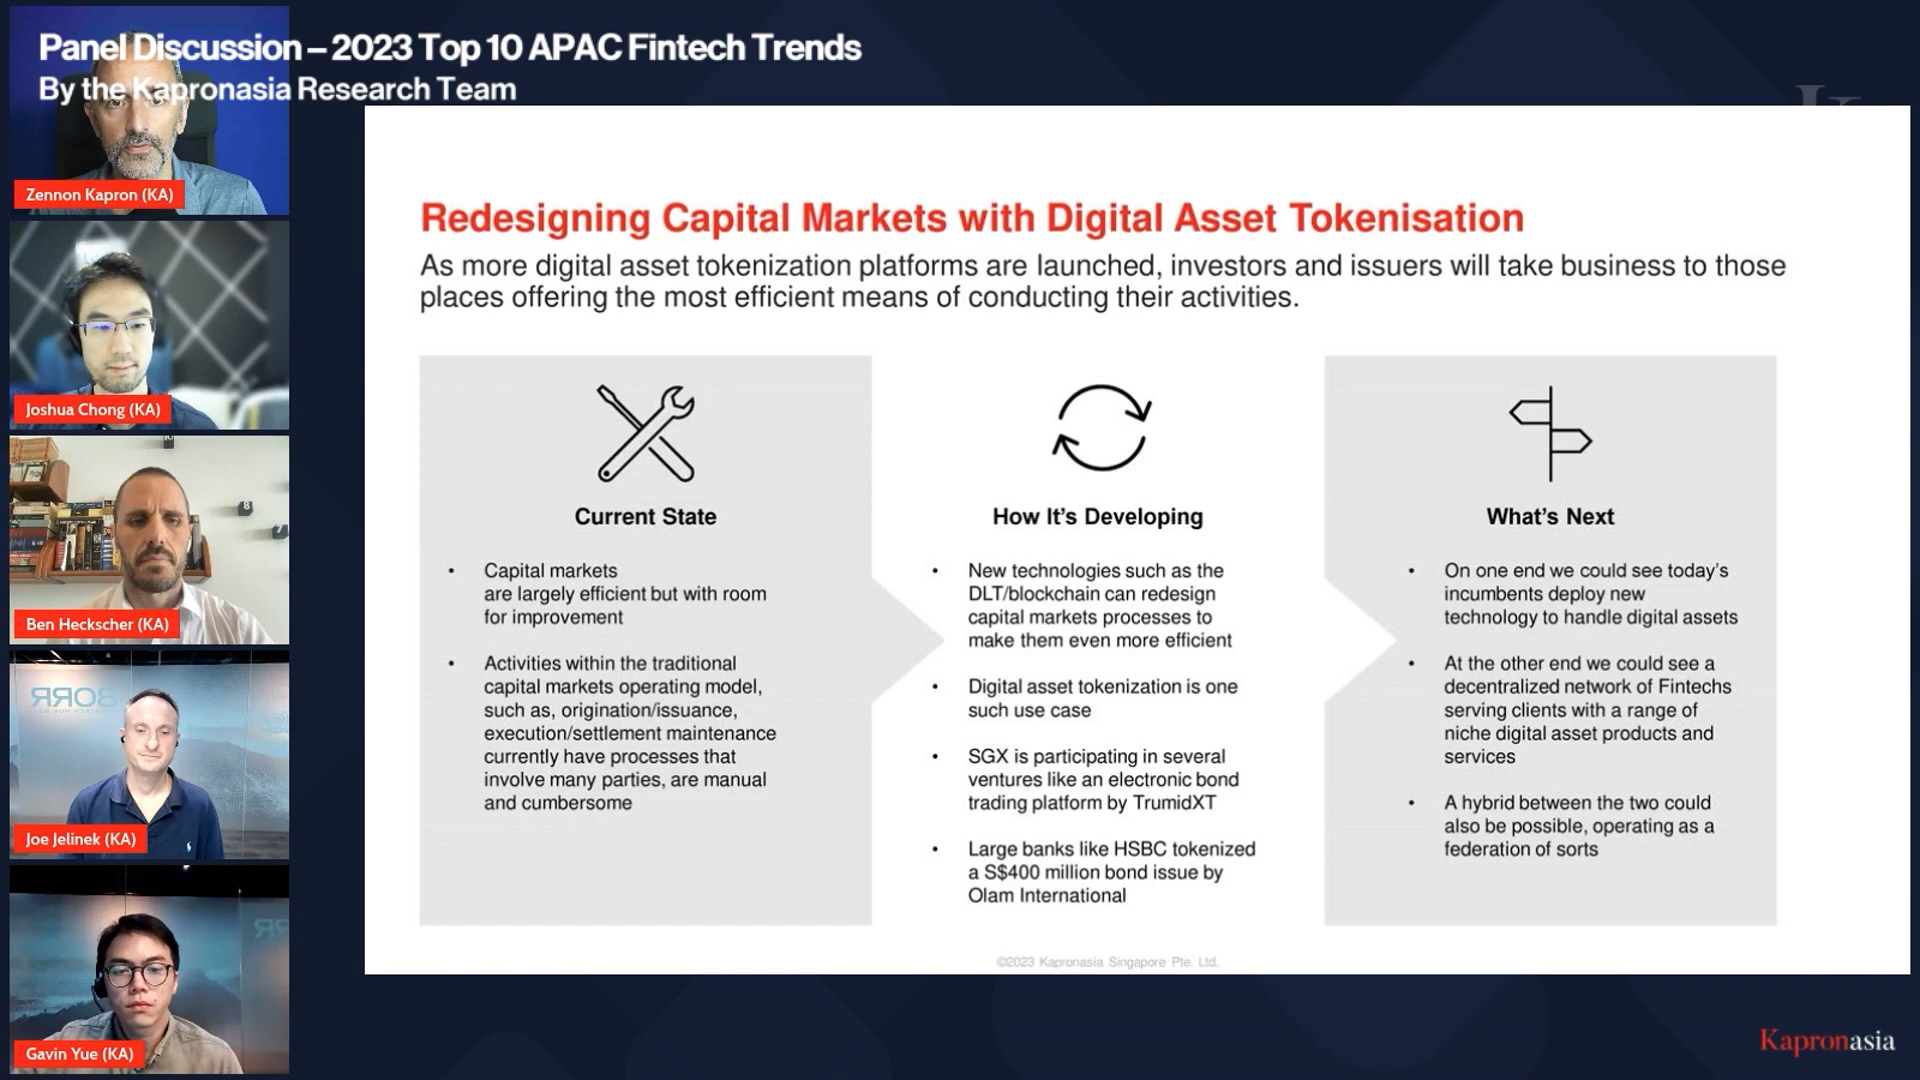 Panel Discussion – 2023 Top 10 APAC Fintech Trends
By the Kapronasia Research Team
Zennon Kapron (KA)
Joshua Chong (KA)
Ben Heckscher (KA)
Joe Jelinek (KA)
Gavin Yue (KA)
Redesigning Capital Markets with Digital Asset Tokenisation
As more digital asset tokenization platforms are launched, investors and issuers will take business to those
places offering the most efficient means of conducting their activities.
Current State
• Capital markets
are largely efficient but with room
for improvement
• Activities within the traditional
capital markets operating model,
such as, origination/issuance,
execution/settlement maintenance
currently have processes that
involve many parties, are manual
and cumbersome
How It’s Developing
• New technologies such as the
DLT/blockchain can redesign
capital markets processes to
make them even more efficient
• Digital asset tokenization is one
such use case
• SGX is participating in several
ventures like an electronic bond
trading platform by TrumidXT
• Large banks like HSBC tokenized
a S$400 million bond issue by
Olam International
What’s Next
• On one end we could see today’s
incumbents deploy new
technology to handle digital assets
• At the other end we could see a
decentralized network of Fintechs
serving clients with a range of
niche digital asset products and
services
• A hybrid between the two could
also be possible, operating as a
federation of sorts
©2023 Kapronasia Singapore Pte. Ltd.
Kapronasia